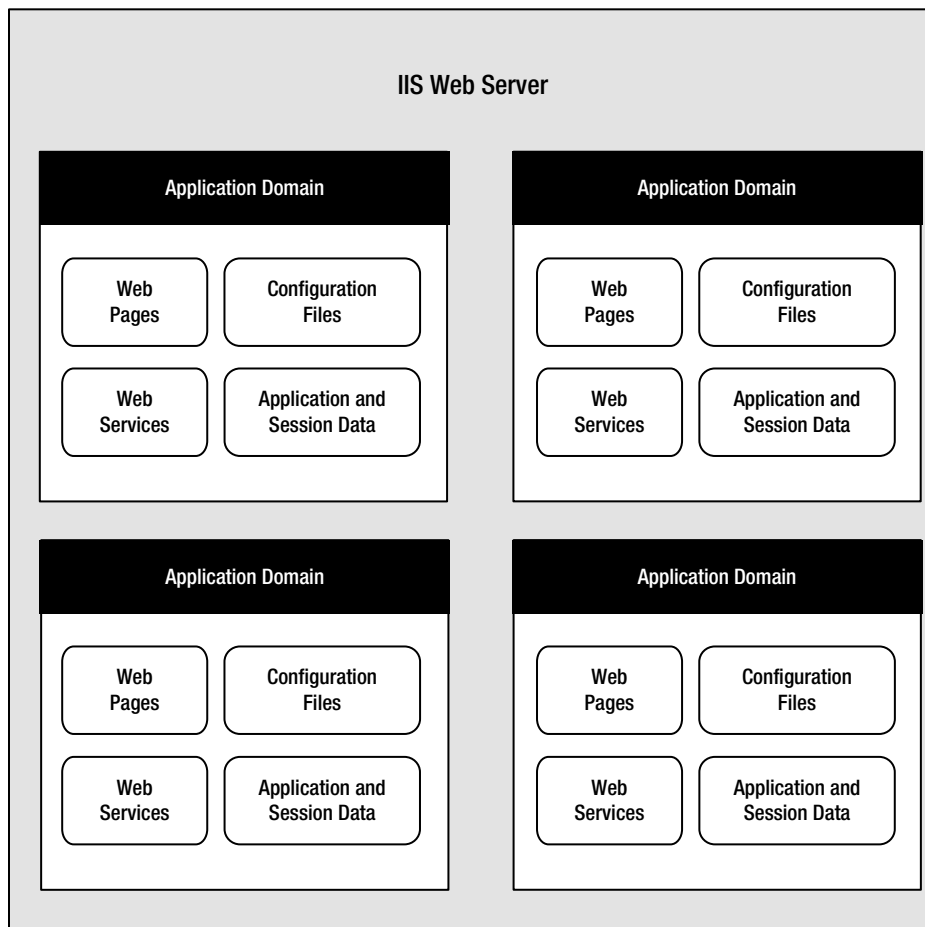 IIS Web Server
Application Domain
Web
Pages
Configuration
Files
Web
Services
Application and
Session Data
Application Domain
Web
Pages
Configuration
Files
Web
Services
Application and
Session Data
Application Domain
Web
Pages
Configuration
Files
Web
Services
Application and
Session Data
Application Domain
Web
Pages
Configuration
Files
Web
Services
Application and
Session Data